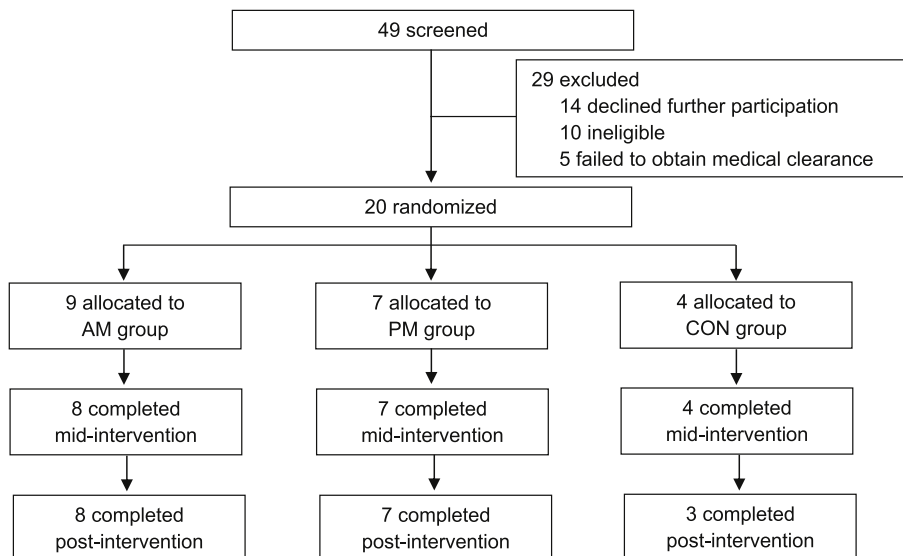 49 screened
29 excluded
14 declined further participation
10 ineligible
5 failed to obtain medical clearance
20 randomized
9 allocated to
AM group
7 allocated to
PM group
4 allocated to
CON group
8 completed
mid-intervention
7 completed
mid-intervention
4 completed
mid-intervention
8 completed
post-intervention
7 completed
post-intervention
3 completed
post-intervention